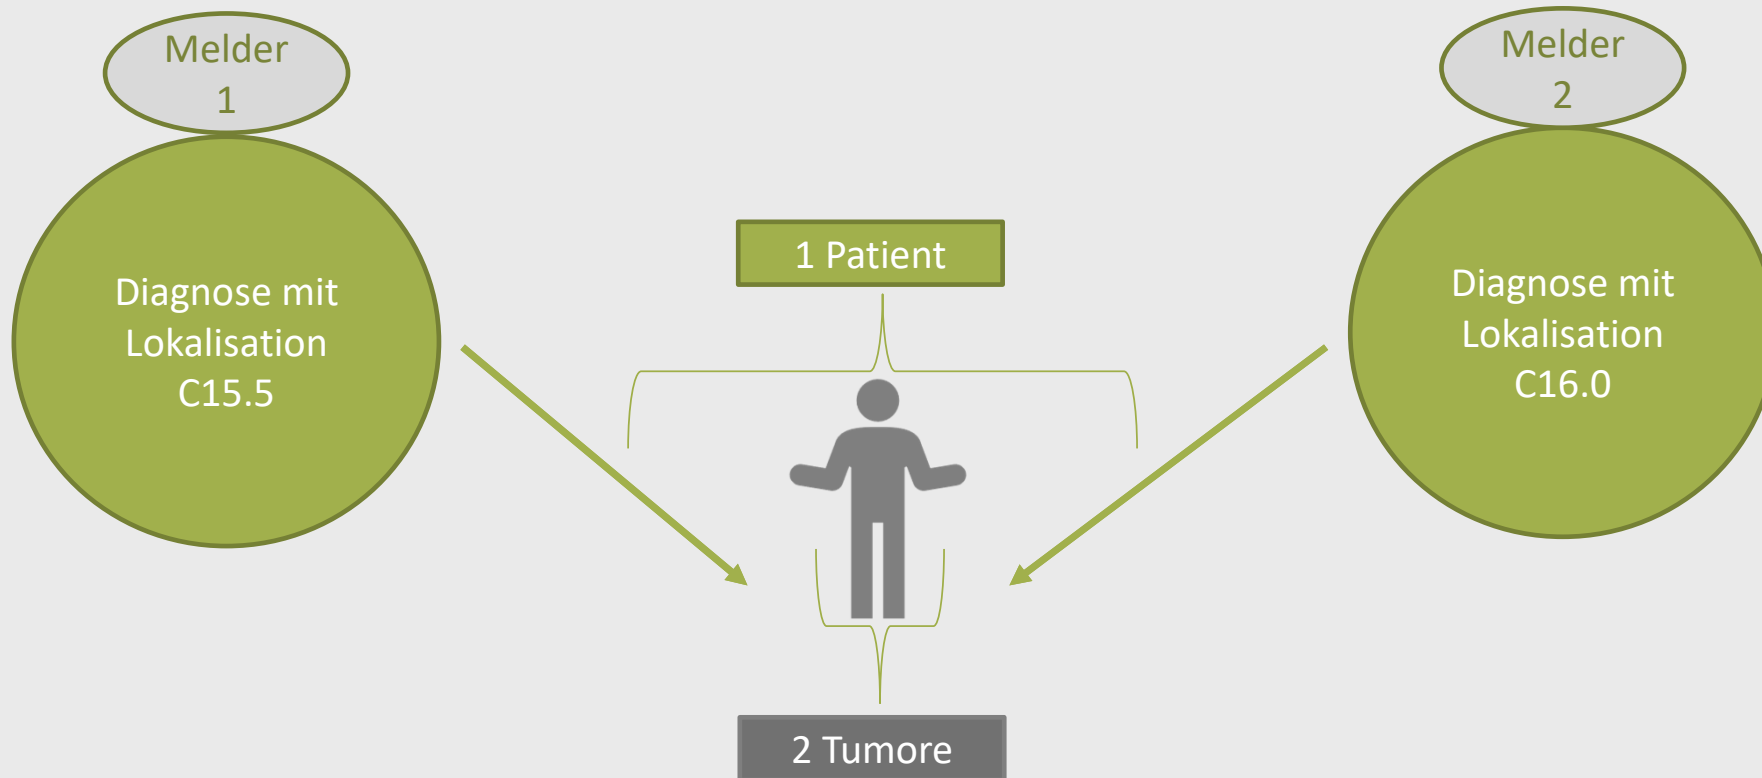 Melder
1
Melder
2
1 Patient
Diagnose mit
Lokalisation
C15.5
Diagnose mit
Lokalisation
C16.0
2 Tumore